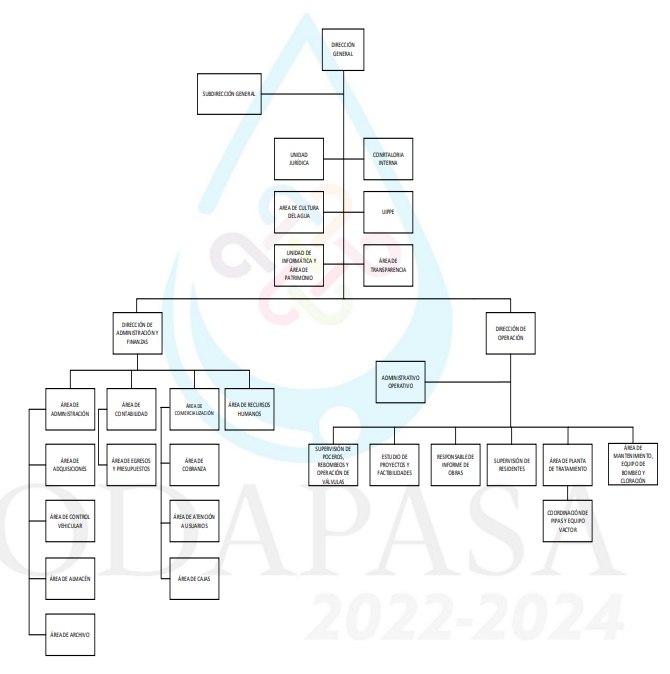 DIRECCIÓN
GENERAL
SUBDIRECCIÓN GENERAL
UNIDAD
JURÍDICA
CONRTALORIA
INTERNA
AREA DE CULTURA
DEL AGUA
UIPPE
UNIDAD DE
INFORMÁTICA Y
ÁREA DE
PATRIMONIO
ÁREA DE
TRANSPARENCIA
DIRECCIÓN DE
ADMINISTRACIÓN Y
FINANZAS
DIRECCIÓN DE
OPERACIÓN
ADMINISTRATIVO
OPERATIVO
ÁREA DE
ADMINISTRACIÓN
ÁREA DE
CONTABILIDAD
ÁREA DE
COMERCIALIZACIÓN
ÁREA DE RECURSOS
HUMANOS
ÁREA DE
ADQUISICIONES
ÁREA DE EGRESOS
Y PRESUPUESTOS
ÁREA DE
COBRANZA
SUPERVISIÓN DE
POCEROS,
REBOMBEOS Y
OPERACIÓN DE
VÁLVULAS
ESTUDIO DE
PROYECTOS Y
FACTIBILIDADES
RESPONSABLE DE
INFORME DE
OBRAS
SUPERVISIÓN DE
RESIDENTES
ÁREA DE PLANTA
DE TRATAMIENTO
ÁREA DE
MANTENIMIENTO,
EQUIPO DE
BOMBEO Y
CLORACIÓN
ÁREA DE CONTROL
VEHICULAR
ÁREA DE ATENCIÓN
A USUARIOS
COORDINACIÓN DE
PIPAS Y EQUIPO
VACTOR
ÁREA DE ALMACÉN
ÁREA DE CAJAS
ÁREA DE ARCHIVO
ODAPASA
2022-2024